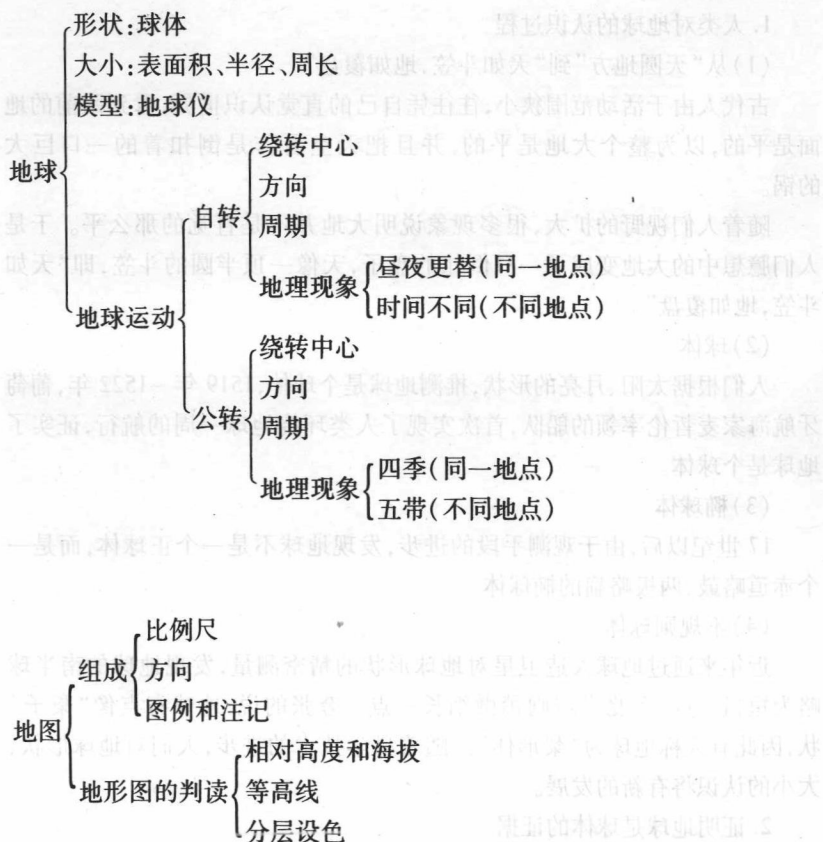 形状:球体
大小:表面积、半径、周长
模型:地球仪
地球
绕转中心
方向
自转
周期
地理现象
昼夜更替(同一地点)
时间不同(不同地点)
地球运动
绕转中心
方向
公转
周期
地理现象
四季(同一地点)
五带(不同地点)
比例尺
组成
方向
图例和注记
地图
相对高度和海拔
地形图的判读
等高线
分层设色